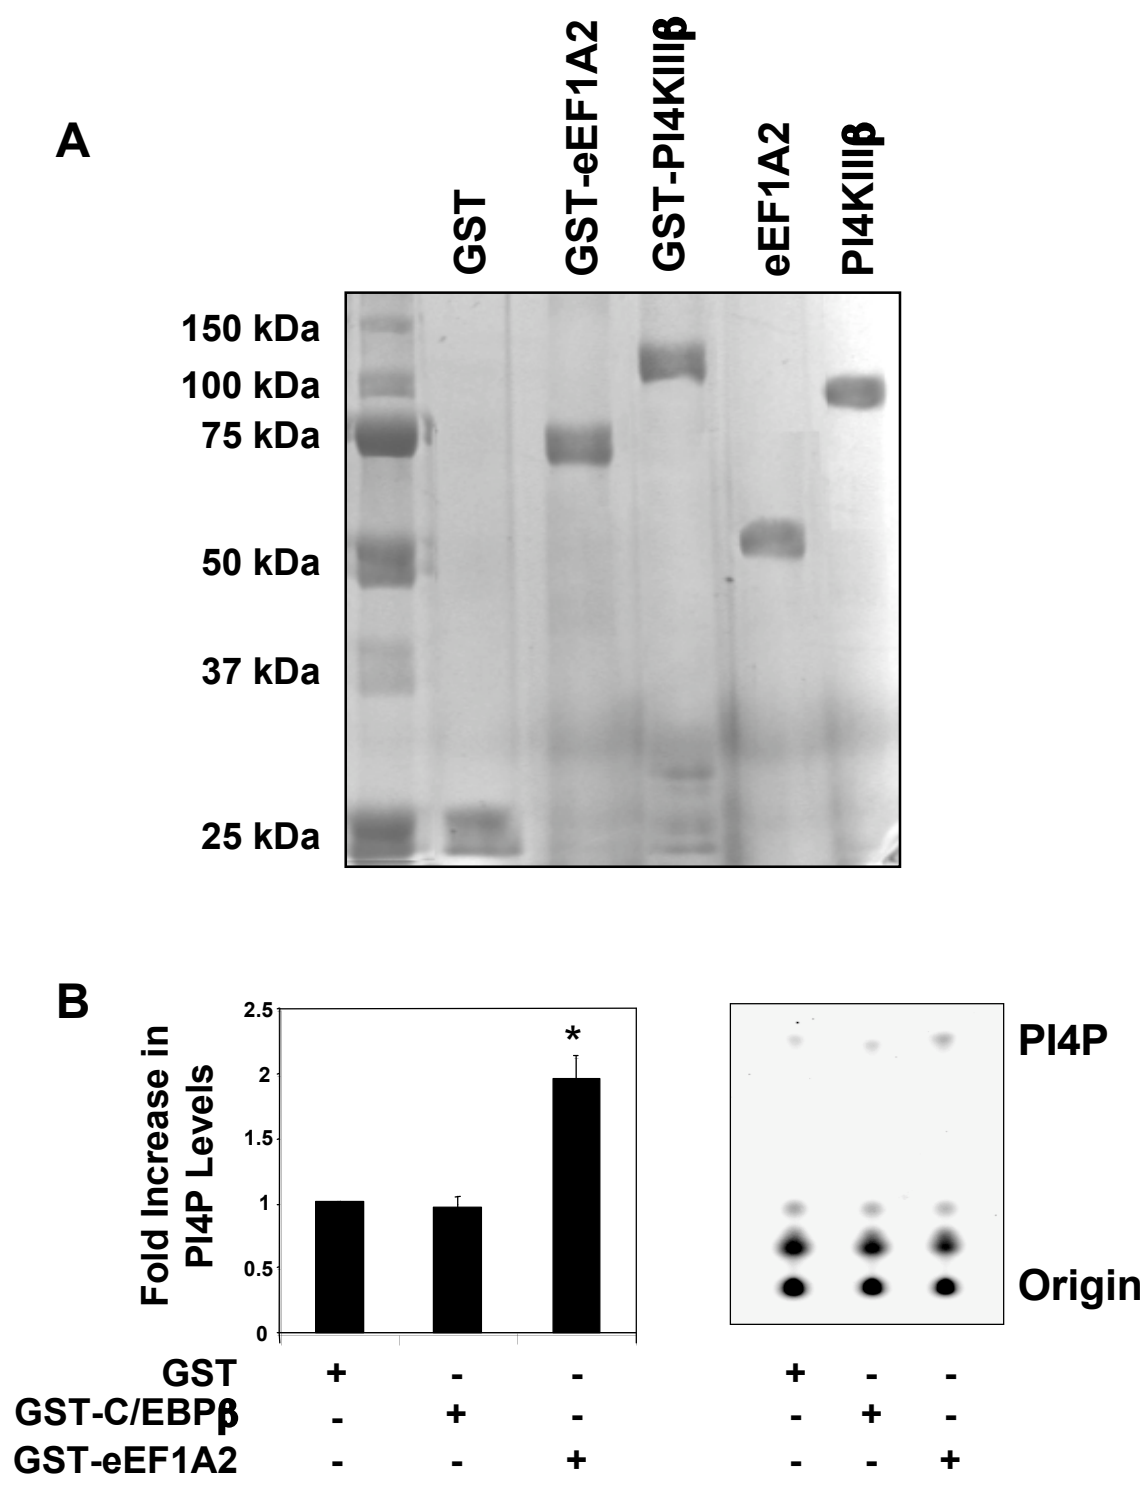 A
GST
GST-eEF1A2
GST-PI4KIIIβ
eEF1A2
PI4KIIIβ
150 kDa
100 kDa
75 kDa
50 kDa
37 kDa
25 kDa
B
Fold Increase in
PI4P Levels
2.5
2
1.5
1
0.5
0
*
PI4P
Origin
GST + - - + - -
GST-C/EBPβ - + - - + -
GST-eEF1A2 - - + - - +